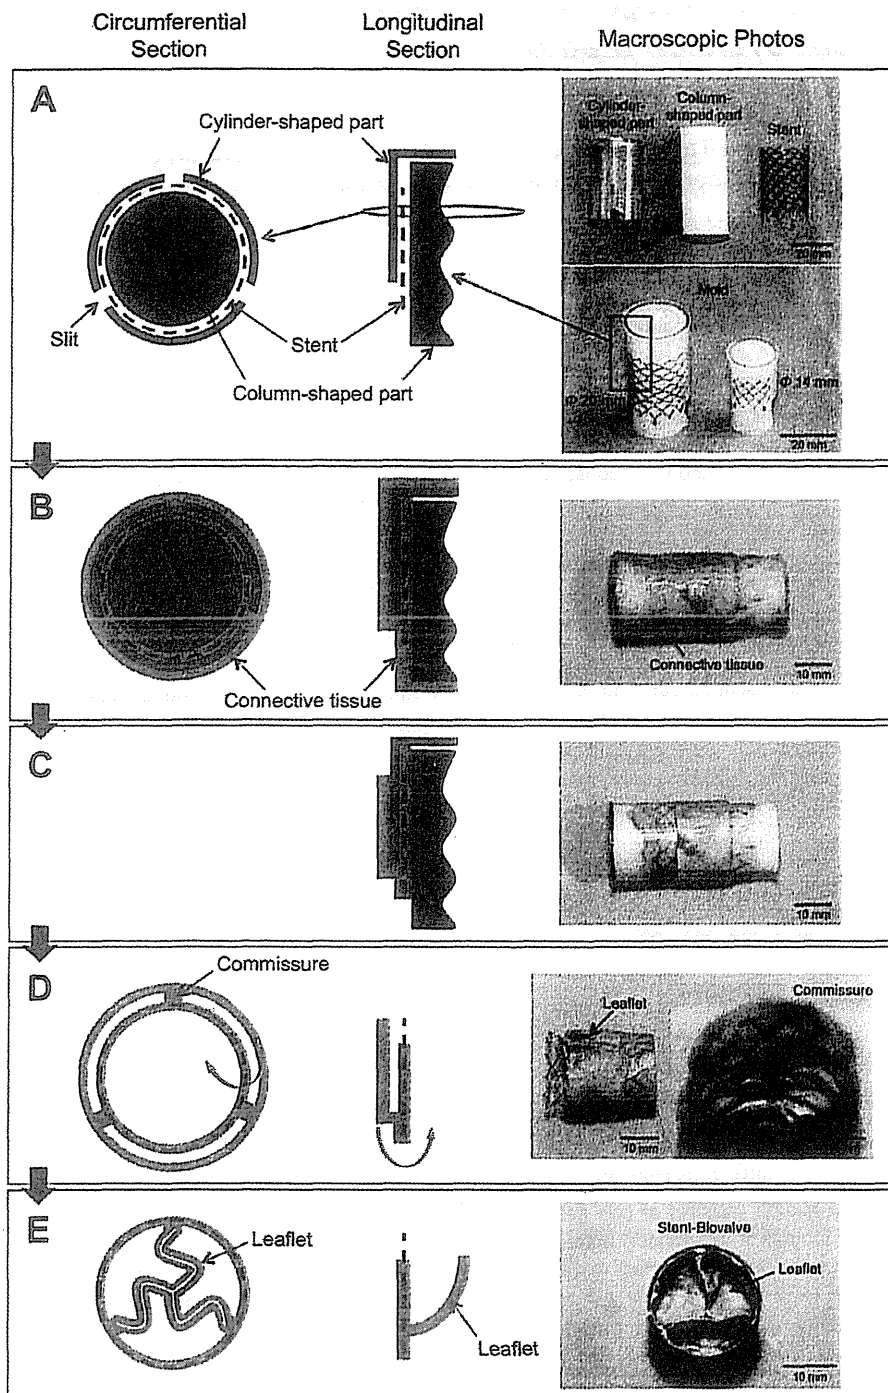 Circumferential
Section
Longitudinal
Section
Macroscopic Photos
A
Cylinder-shaped part
Slit
Stent
Column-shaped part
Cylinder-
shaped part
Column-
shaped part
Stent
20 mm
Mold
Φ 20 mm
Φ 14 mm
20 mm
B
Connective tissue
Connective tissue
10 mm
C
10 mm
D
Commissure
Leaflet
10 mm
Commissure
E
Leaflet
Leaflet
Stent-Biovalve
Leaflet
10 mm